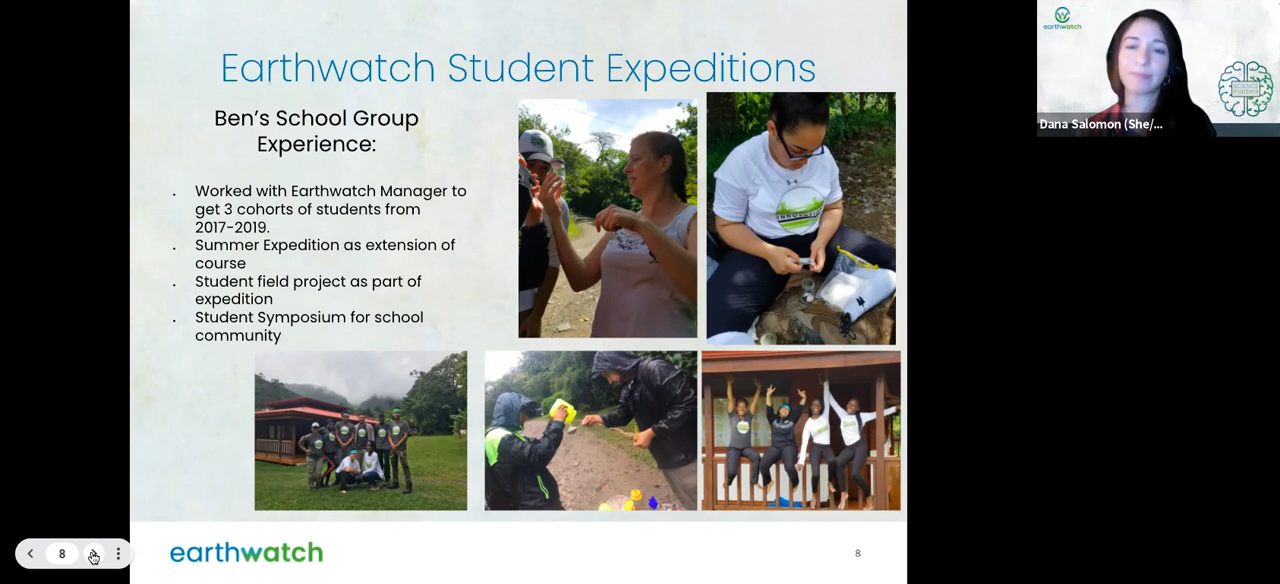 Earthwatch Student Expeditions
Ben's School Group
Experience:
. Worked with Earthwatch Manager to
get 3 cohorts of students from
2017-2019.
. Summer Expedition as extension of
course
. Student field project as part of
expedition
. Student Symposium for school
community
8
earthwatch
8
earthwatch
SCIENCE
matters
Dana Salomon (She/...